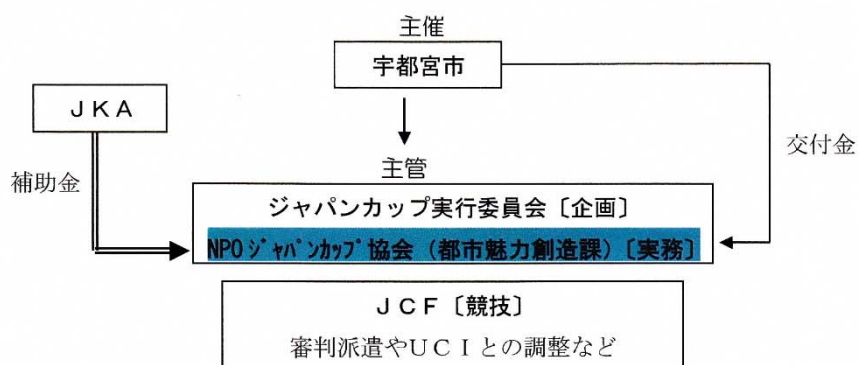 主催
宇都宮市
ＪＫＡ
補助金
交付金
主管
ジャパンカップ実行委員会〔企画〕
NPOｼﾞｬﾊﾟﾝｶｯﾌﾟ協会（都市魅力創造課）〔実務〕
ＪＣＦ〔競技〕
審判派遣やＵＣＩとの調整など